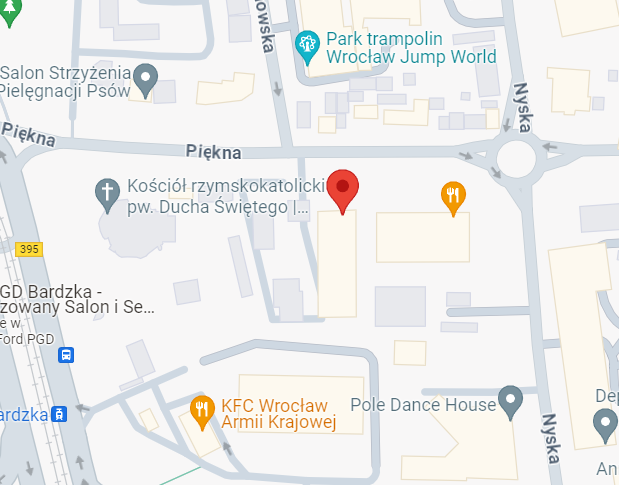 owska
Park trampolin
Wrocław Jump World
Salon Strzyżenia
Pielęgnacji Psów
Nyska
Piękna
Piękna
Kościół rzymskokatolicki
pw. Ducha Świętego |...
395
GD Bardzka -
zowany Salon i Se...
e w
Ford PGD
ardzka
KFC Wrocław
Armii Krajowej
Pole Dance House
Nyska
De
An